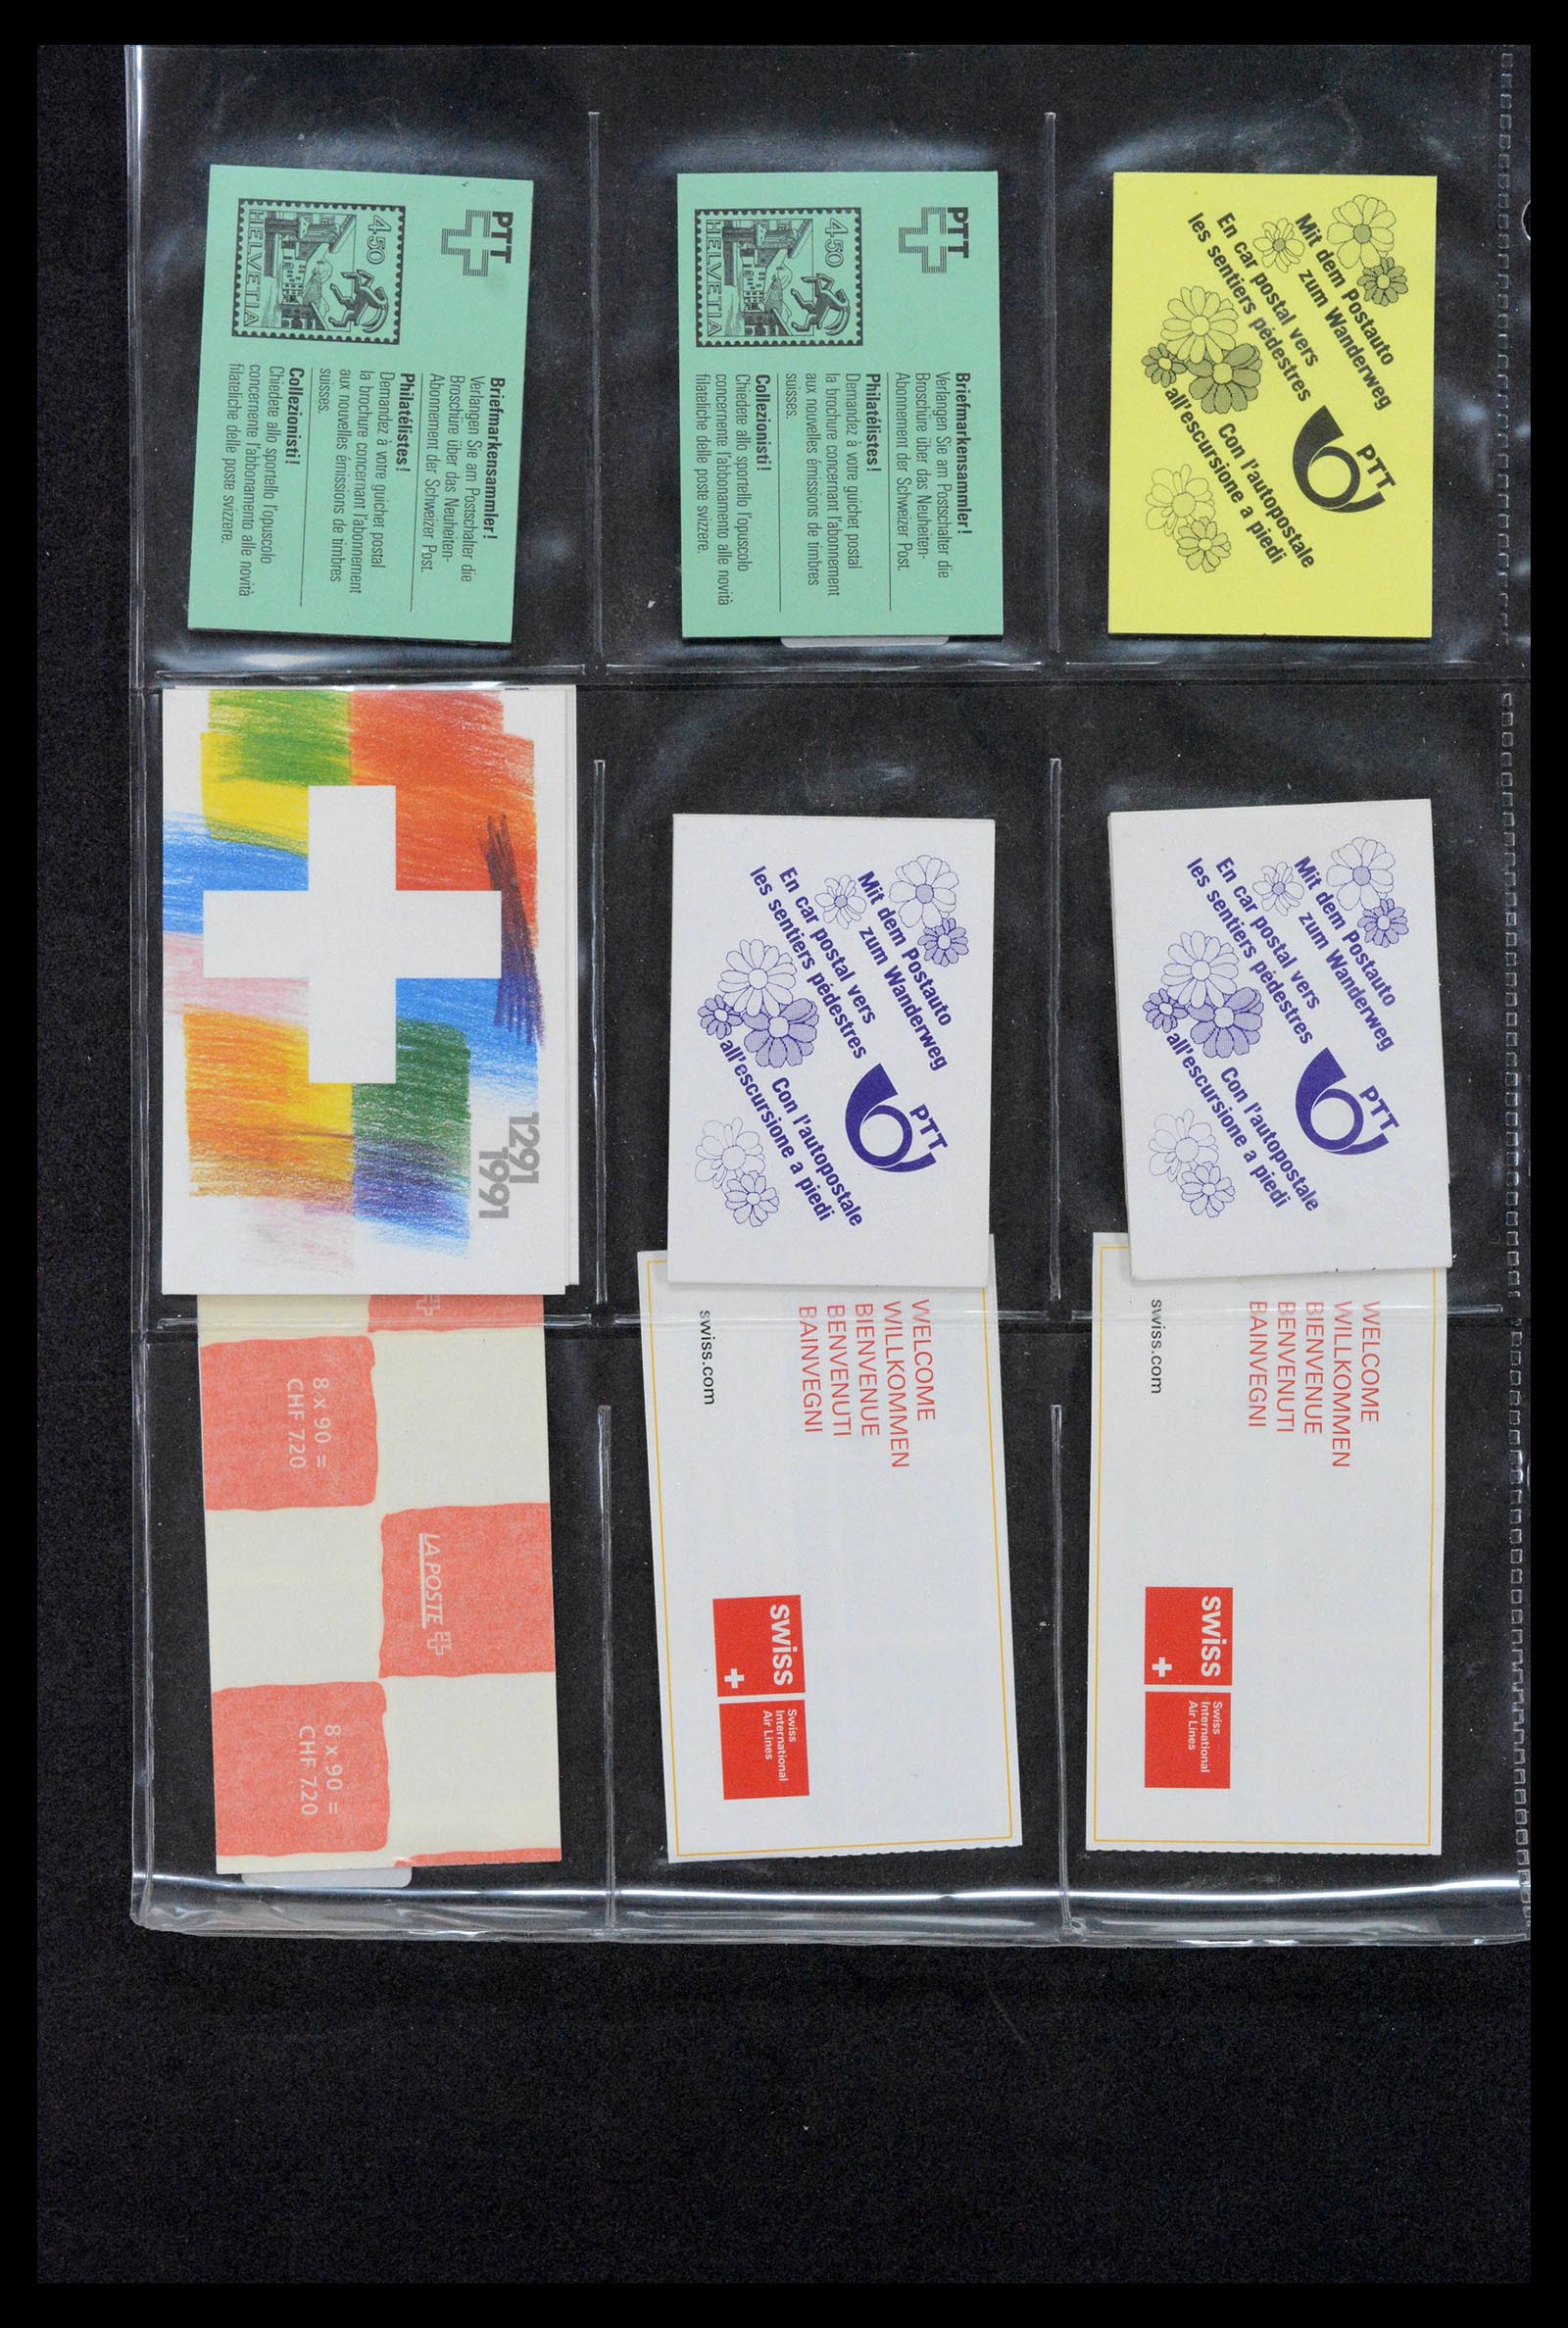 PTT
4.50
HELVETIA
Briefmarkensammler!
Verlangen Sie am Postschalter die
Broschüre über das Neuheiten-
Abonnement der Schweizer Post.
Philatélistes!
Demandez à votre guichet postal
la brochure concernant l'abonnement
aux nouvelles émissions de timbres
suisses.
Collezionisti!
Chiedete allo sportello l'opuscolo
concernente l'abbonamento alle novità
filateliche delle poste svizzere.
PTT
4.50
HELVETIA
Briefmarkensammler!
Verlangen Sie am Postschalter die
Broschüre über das Neuheiten-
Abonnement der Schweizer Post.
Philatélistes!
Demandez à votre guichet postal
la brochure concernant l'abonnement
aux nouvelles émissions de timbres
suisses.
Collezionisti!
Chiedete allo sportello l'opuscolo
concernente l'abbonamento alle novità
filateliche delle poste svizzere.
Mit dem Postauto
zum Wanderweg
En car postal vers
les sentiers pédestres
PTT
Con l'autopostale
all'escursione a piedi
1291
1991
Mit dem Postauto
zum Wanderweg
En car postal vers
les sentiers pédestres
PTT
Con l'autopostale
all'escursione a piedi
Mit dem Postauto
zum Wanderweg
En car postal vers
les sentiers pédestres
PTT
Con l'autopostale
all'escursione a piedi
8 x 90 =
CHF 7.20
LA POSTE
8 x 90 =
CHF 7.20
WELCOME
WILLKOMMEN
BIENVENUE
BENVENUTI
BAINVEGNI
swiss.com
swiss
Swiss
International
Air Lines
WELCOME
WILLKOMMEN
BIENVENUE
BENVENUTI
BAINVEGNI
swiss.com
swiss
Swiss
International
Air Lines